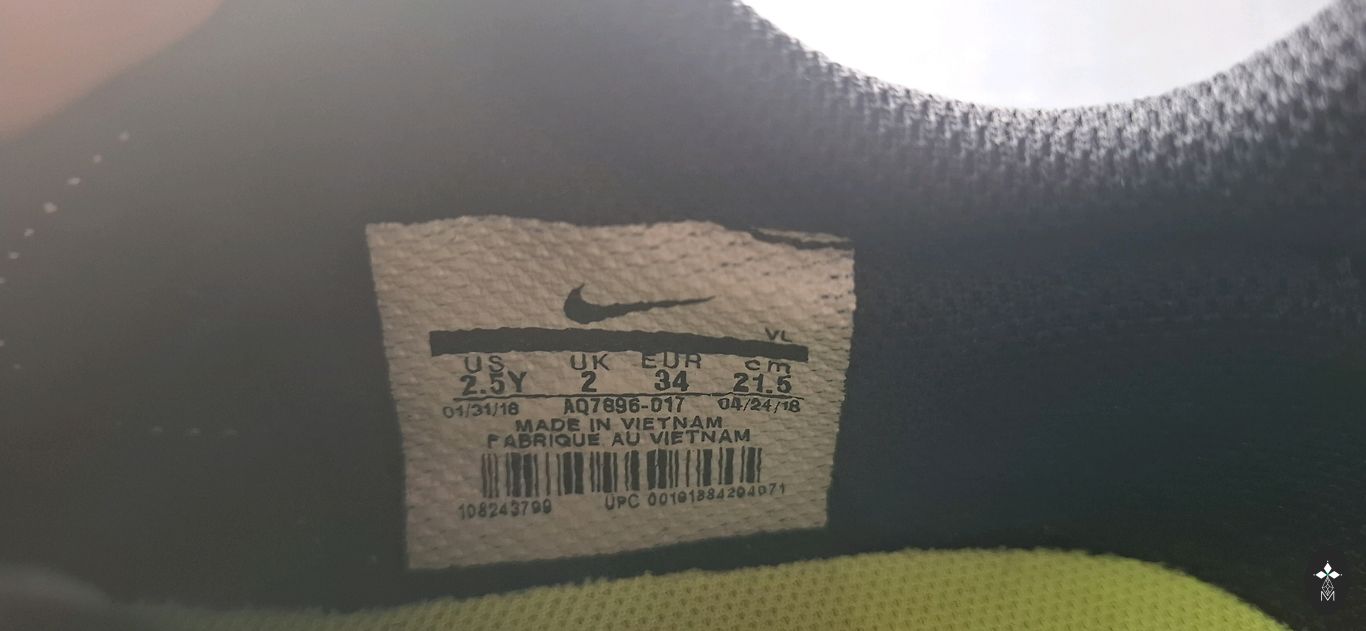 VL
US UK EUR cm
2.5Y 2 34 21.5
01/31/18 AQ7896-017 04/24/18
MADE IN VIETNAM
FABRIQUE AU VIETNAM
108243799 UPC 00191884204071
M